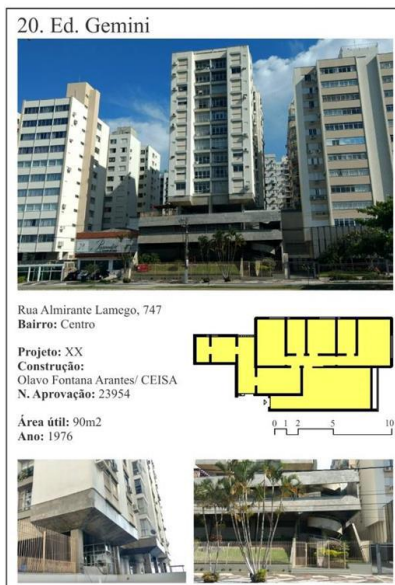 20. Ed. Gemini
Rua Almirante Lamego, 747
Bairro: Centro
Projeto: XX
Construção:
Olavo Fontana Arantes/ CEISA
N. Aprovação: 23954
Área útil: 90m2
Ano: 1976
0 1 2 5 10